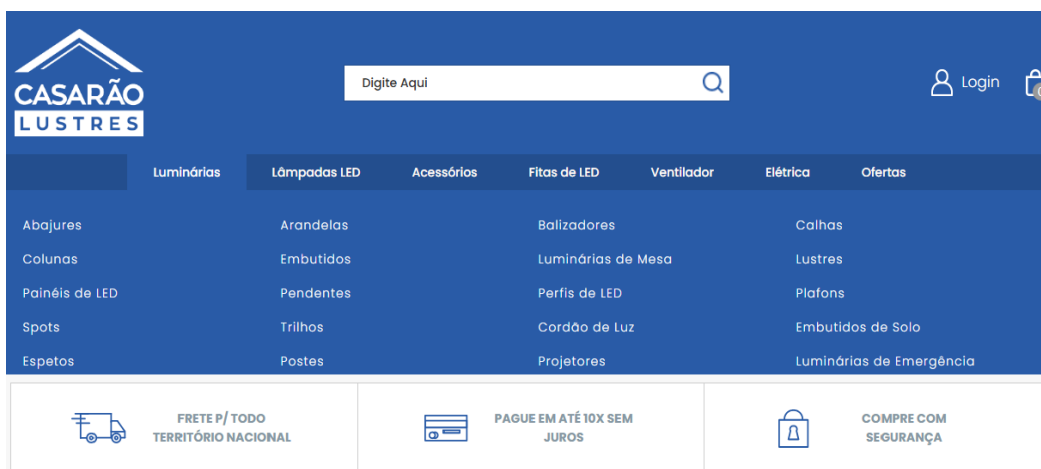 CASARÃO
LUSTRES
Digite Aqui
Login
Luminárias Lâmpadas LED Acessórios Fitas de LED Ventilador Elétrica Ofertas
Abajures Arandelas Balizadores Calhas
Colunas Embutidos Luminárias de Mesa Lustres
Painéis de LED Pendentes Perfis de LED Plafons
Spots Trilhos Cordão de Luz Embutidos de Solo
Espetos Postes Projetores Luminárias de Emergência
FRETE P/ TODO
TERRITÓRIO NACIONAL
PAGUE EM ATÉ 10X SEM
JUROS
COMPRE COM
SEGURANÇA